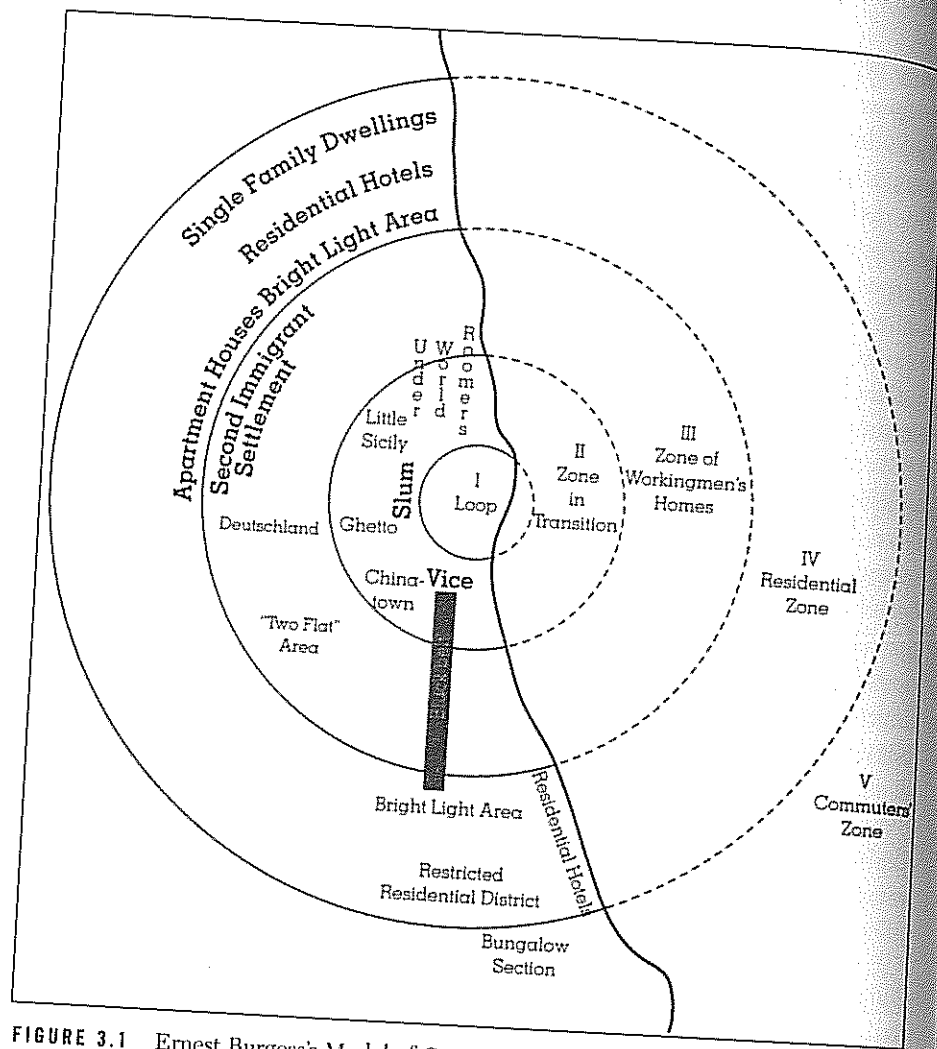 Single Family Dwellings
Residential Hotels
Apartment Houses Bright Light Area
Second Immigrant
Settlement
Under
World
Roomers
Little
Sicily
Slum
I
Loop
II
Zone
in
Transition
III
Zone of
Workingmen's
Homes
Deutschland
Ghetto
China-
town
Vice
"Two Flat"
Area
IV
Residential
Zone
V
Commuters'
Zone
Bright Light Area
Residential Hotels
Restricted
Residential District
Bungalow
Section
FIGURE 3.1 Ernest Burgess's Model of